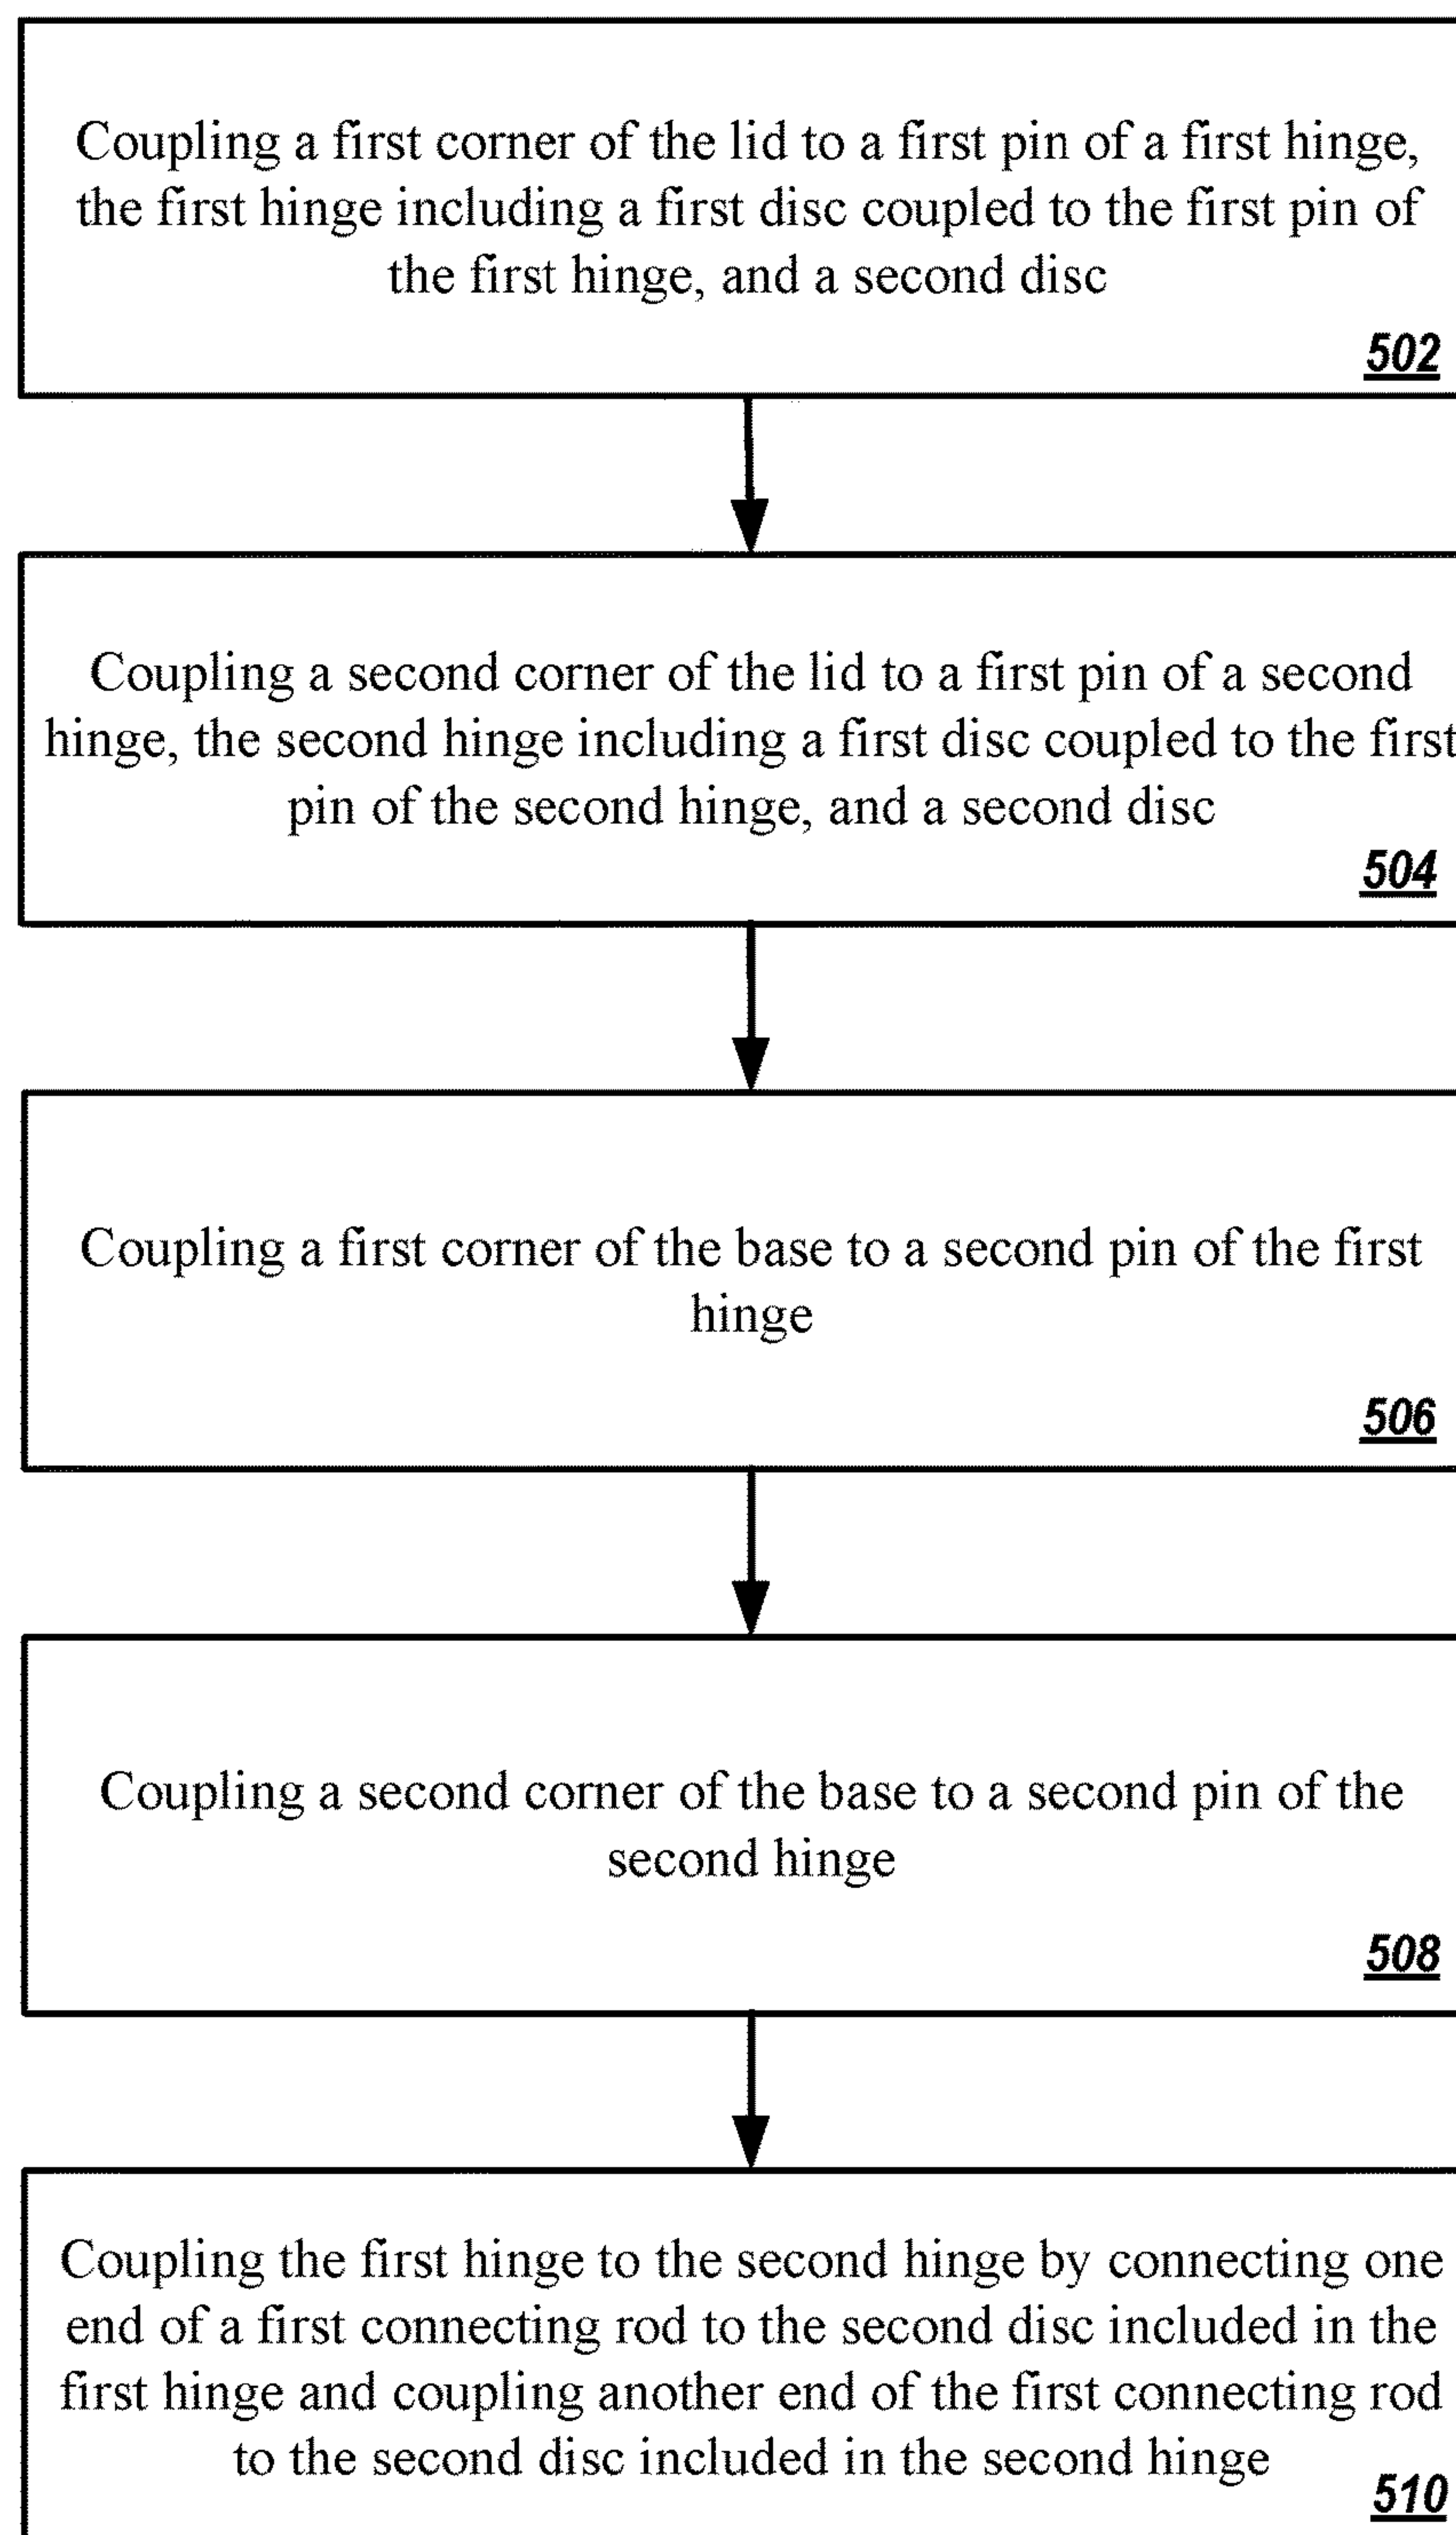 Coupling a first corner of the lid to a first pin of a first hinge,
the first hinge including a first disc coupled to the first pin of
the first hinge, and a second disc
502
Coupling a second corner of the lid to a first pin of a second
hinge, the second hinge including a first disc coupled to the first
pin of the second hinge, and a second disc
504
Coupling a first corner of the base to a second pin of the first
hinge
506
Coupling a second corner of the base to a second pin of the
second hinge
508
Coupling the first hinge to the second hinge by connecting one
end of a first connecting rod to the second disc included in the
first hinge and coupling another end of the first connecting rod
to the second disc included in the second hinge
510